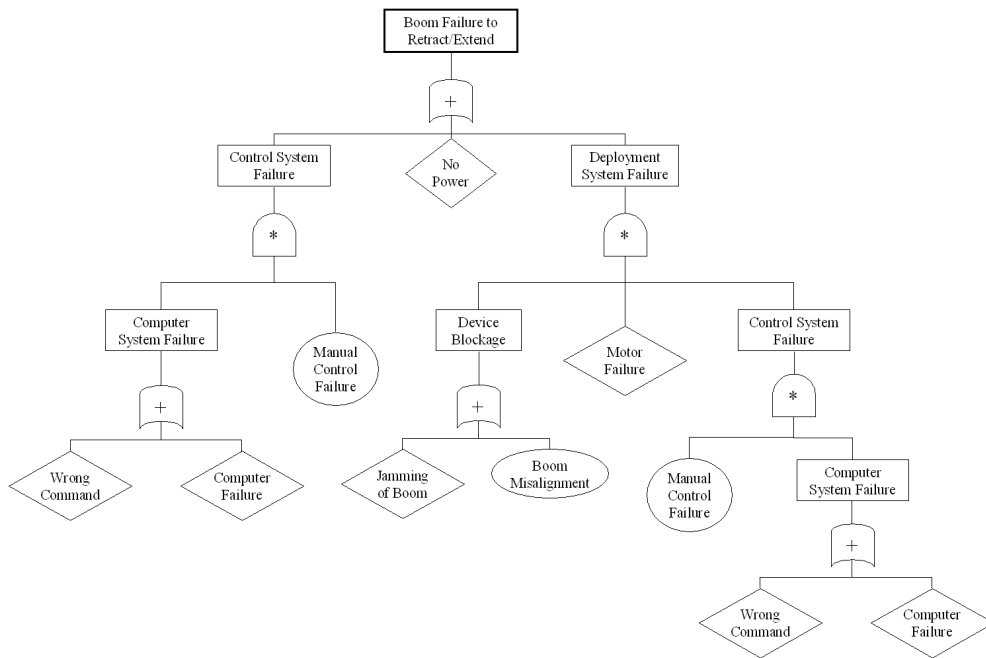 Boom Failure to
Retract/Extend
+
Control System
Failure
No
Power
Deployment
System Failure
*
*
Computer
System Failure
Manual
Control
Failure
Device
Blockage
Motor
Failure
Control System
Failure
+
+
*
Wrong
Command
Computer
Failure
Jamming
of Boom
Boom
Misalignment
Manual
Control
Failure
Computer
System Failure
+
Wrong
Command
Computer
Failure